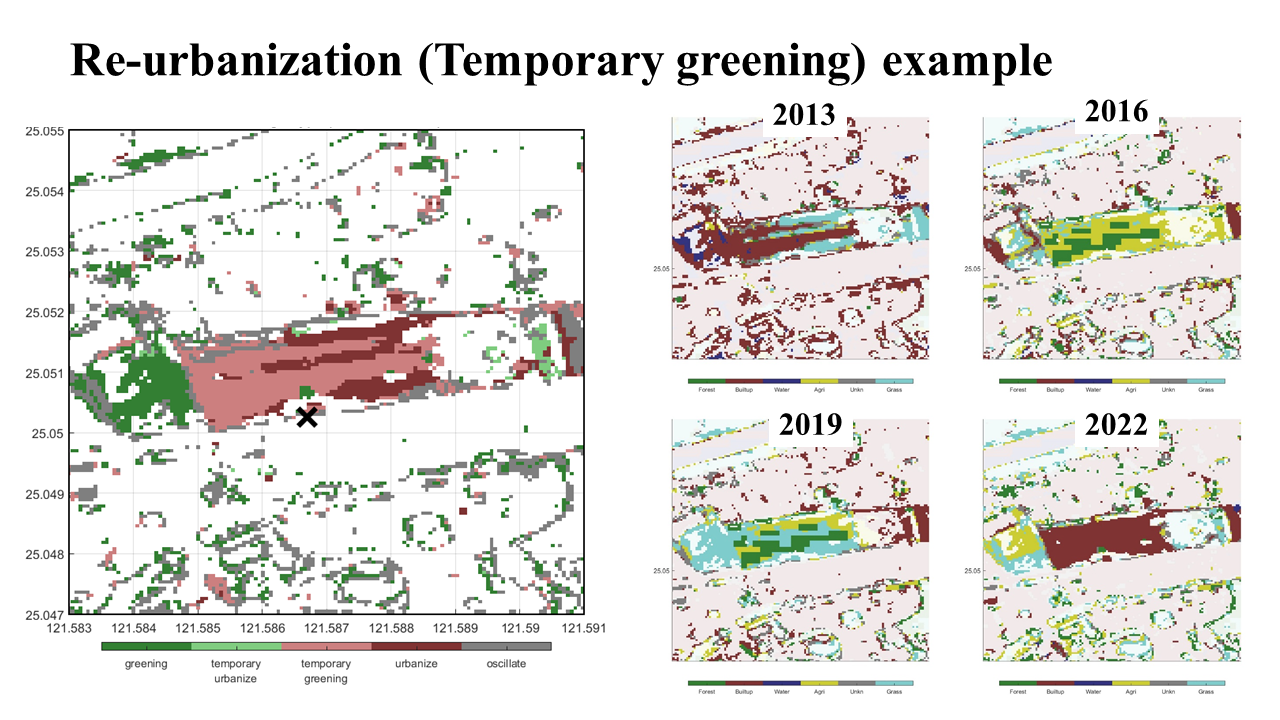 Re-urbanization (Temporary greening) example
25.055
25.054
25.053
25.052
25.051
25.05
25.049
25.048
25.047
121.583 121.584 121.585 121.586 121.587 121.588 121.589 121.59 121.591
greening temporary urbanize temporary greening urbanize oscillate
2013
25.05
Forest Builtup Water Agri Unkn Grass
2016
25.05
Forest Builtup Water Agri Unkn Grass
2019
25.05
Forest Builtup Water Agri Unkn Grass
2022
25.05
Forest Builtup Water Agri Unkn Grass